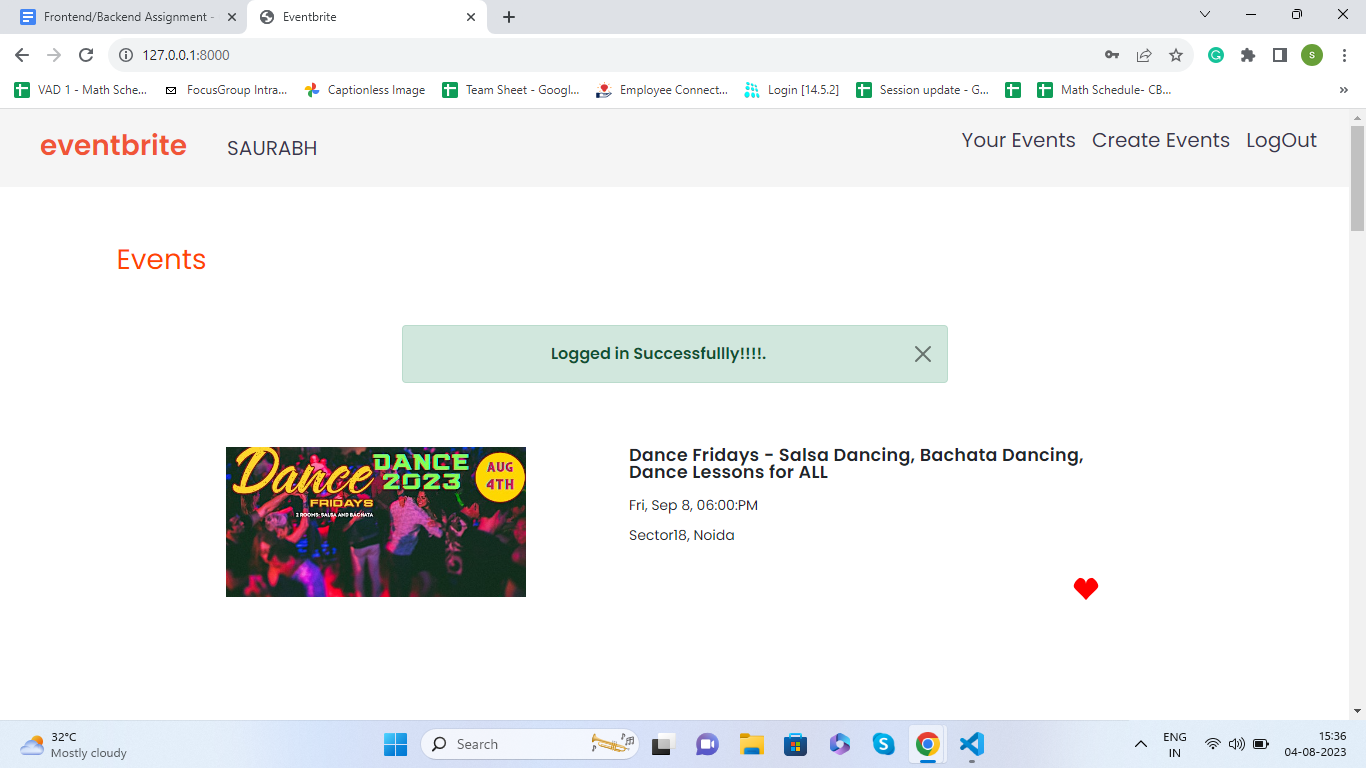 Frontend/Backend Assignment -
Eventbrite
127.0.0.1:8000
S
VAD 1 - Math Sche...
FocusGroup Intra...
Captionless Image
Team Sheet - Googl...
Employee Connect...
Login [14.5.2]
Session update - G...
Math Schedule- CB...
»
eventbrite
SAURABH
Your Events
Create Events
LogOut
Events
Logged in Successfullly!!!!.
Dance
FRIDAYS
2 ROOMS: SALSA AND BACHATA
DANCE
2023
AUG
4TH
Dance Fridays - Salsa Dancing, Bachata Dancing,
Dance Lessons for ALL
Fri, Sep 8, 06:00:PM
Sector18, Noida
32°C
Mostly cloudy
Search
ENG
IN
15:36
04-08-2023